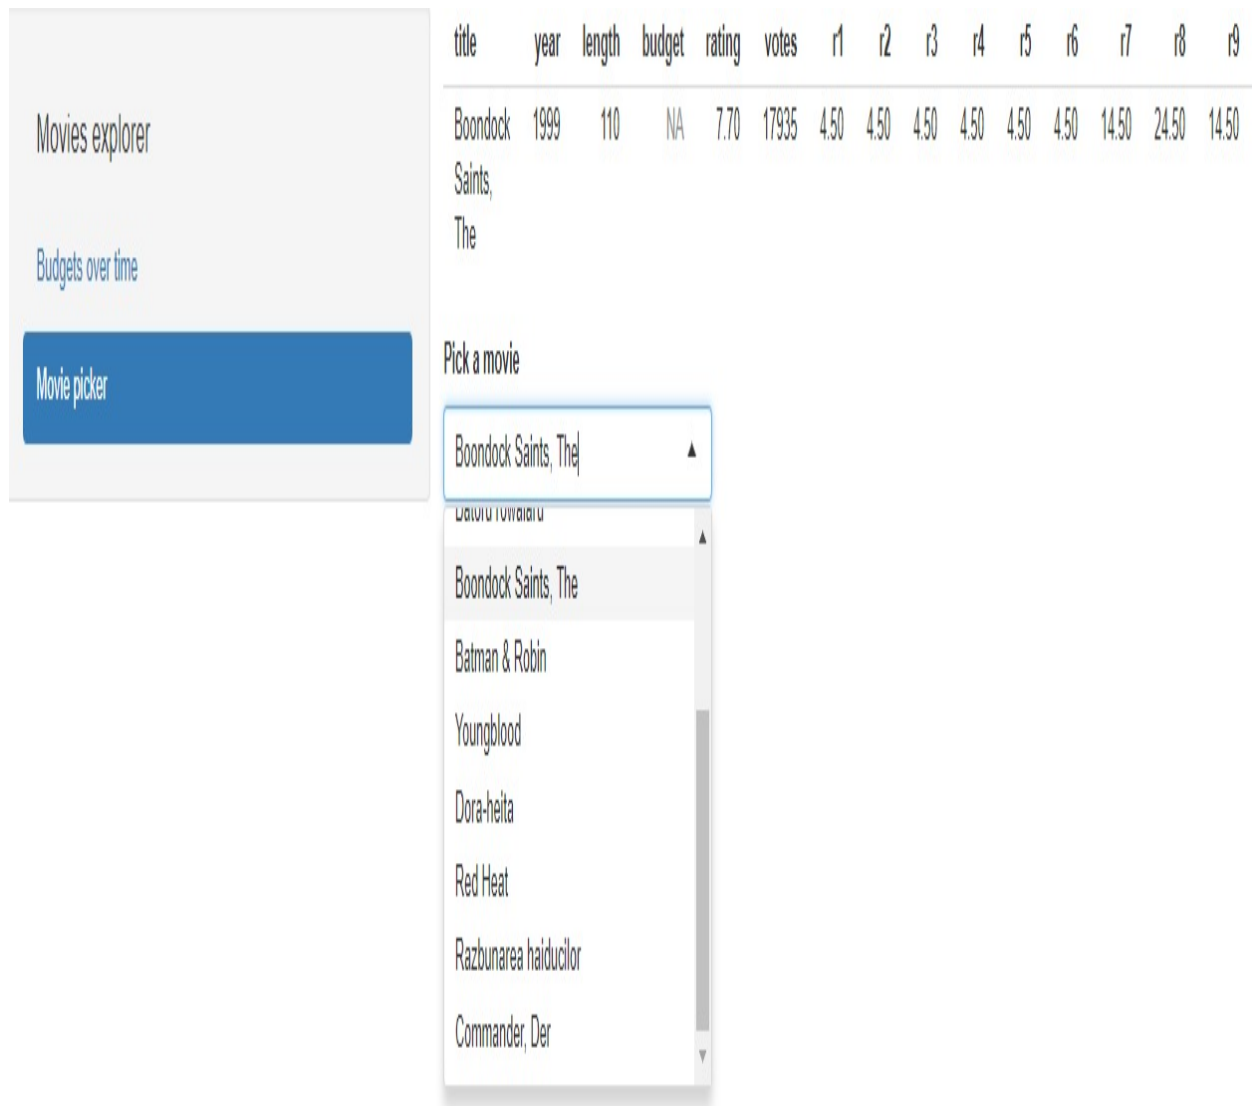 title year length budget rating votes r1 r2 r3 r4 r5 r6 r7 r8 r9
Boondock 1999 110 NA 7.70 17935 4.50 4.50 4.50 4.50 4.50 4.50 14.50 24.50 14.50
Saints,
The
Movies explorer
Budgets over time
Movie picker
Pick a movie
Boondock Saints, The
Boondock Saints, The
Batman & Robin
Youngblood
Dora-heita
Red Heat
Razbunarea haiducilor
Commander, Der